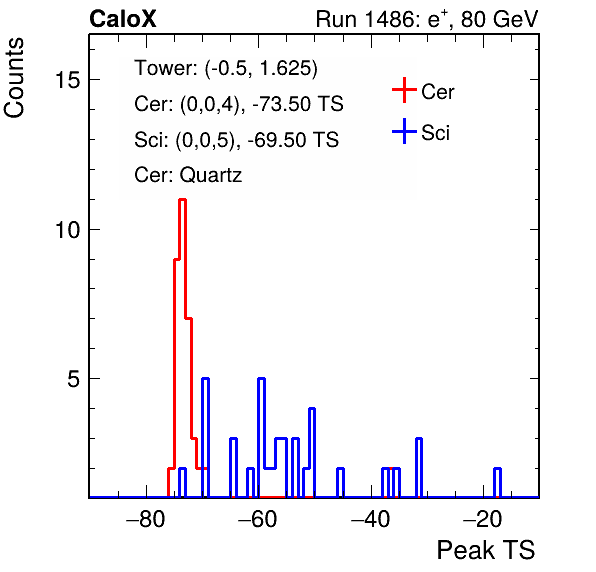 CaloX Run 1486: e⁺, 80 GeV
Counts
Tower: (-0.5, 1.625)
Cer: (0,0,4), -73.50 TS
Sci: (0,0,5), -69.50 TS
Cer: Quartz
Cer
Sci
15
10
5
−80 −60 −40 −20
Peak TS